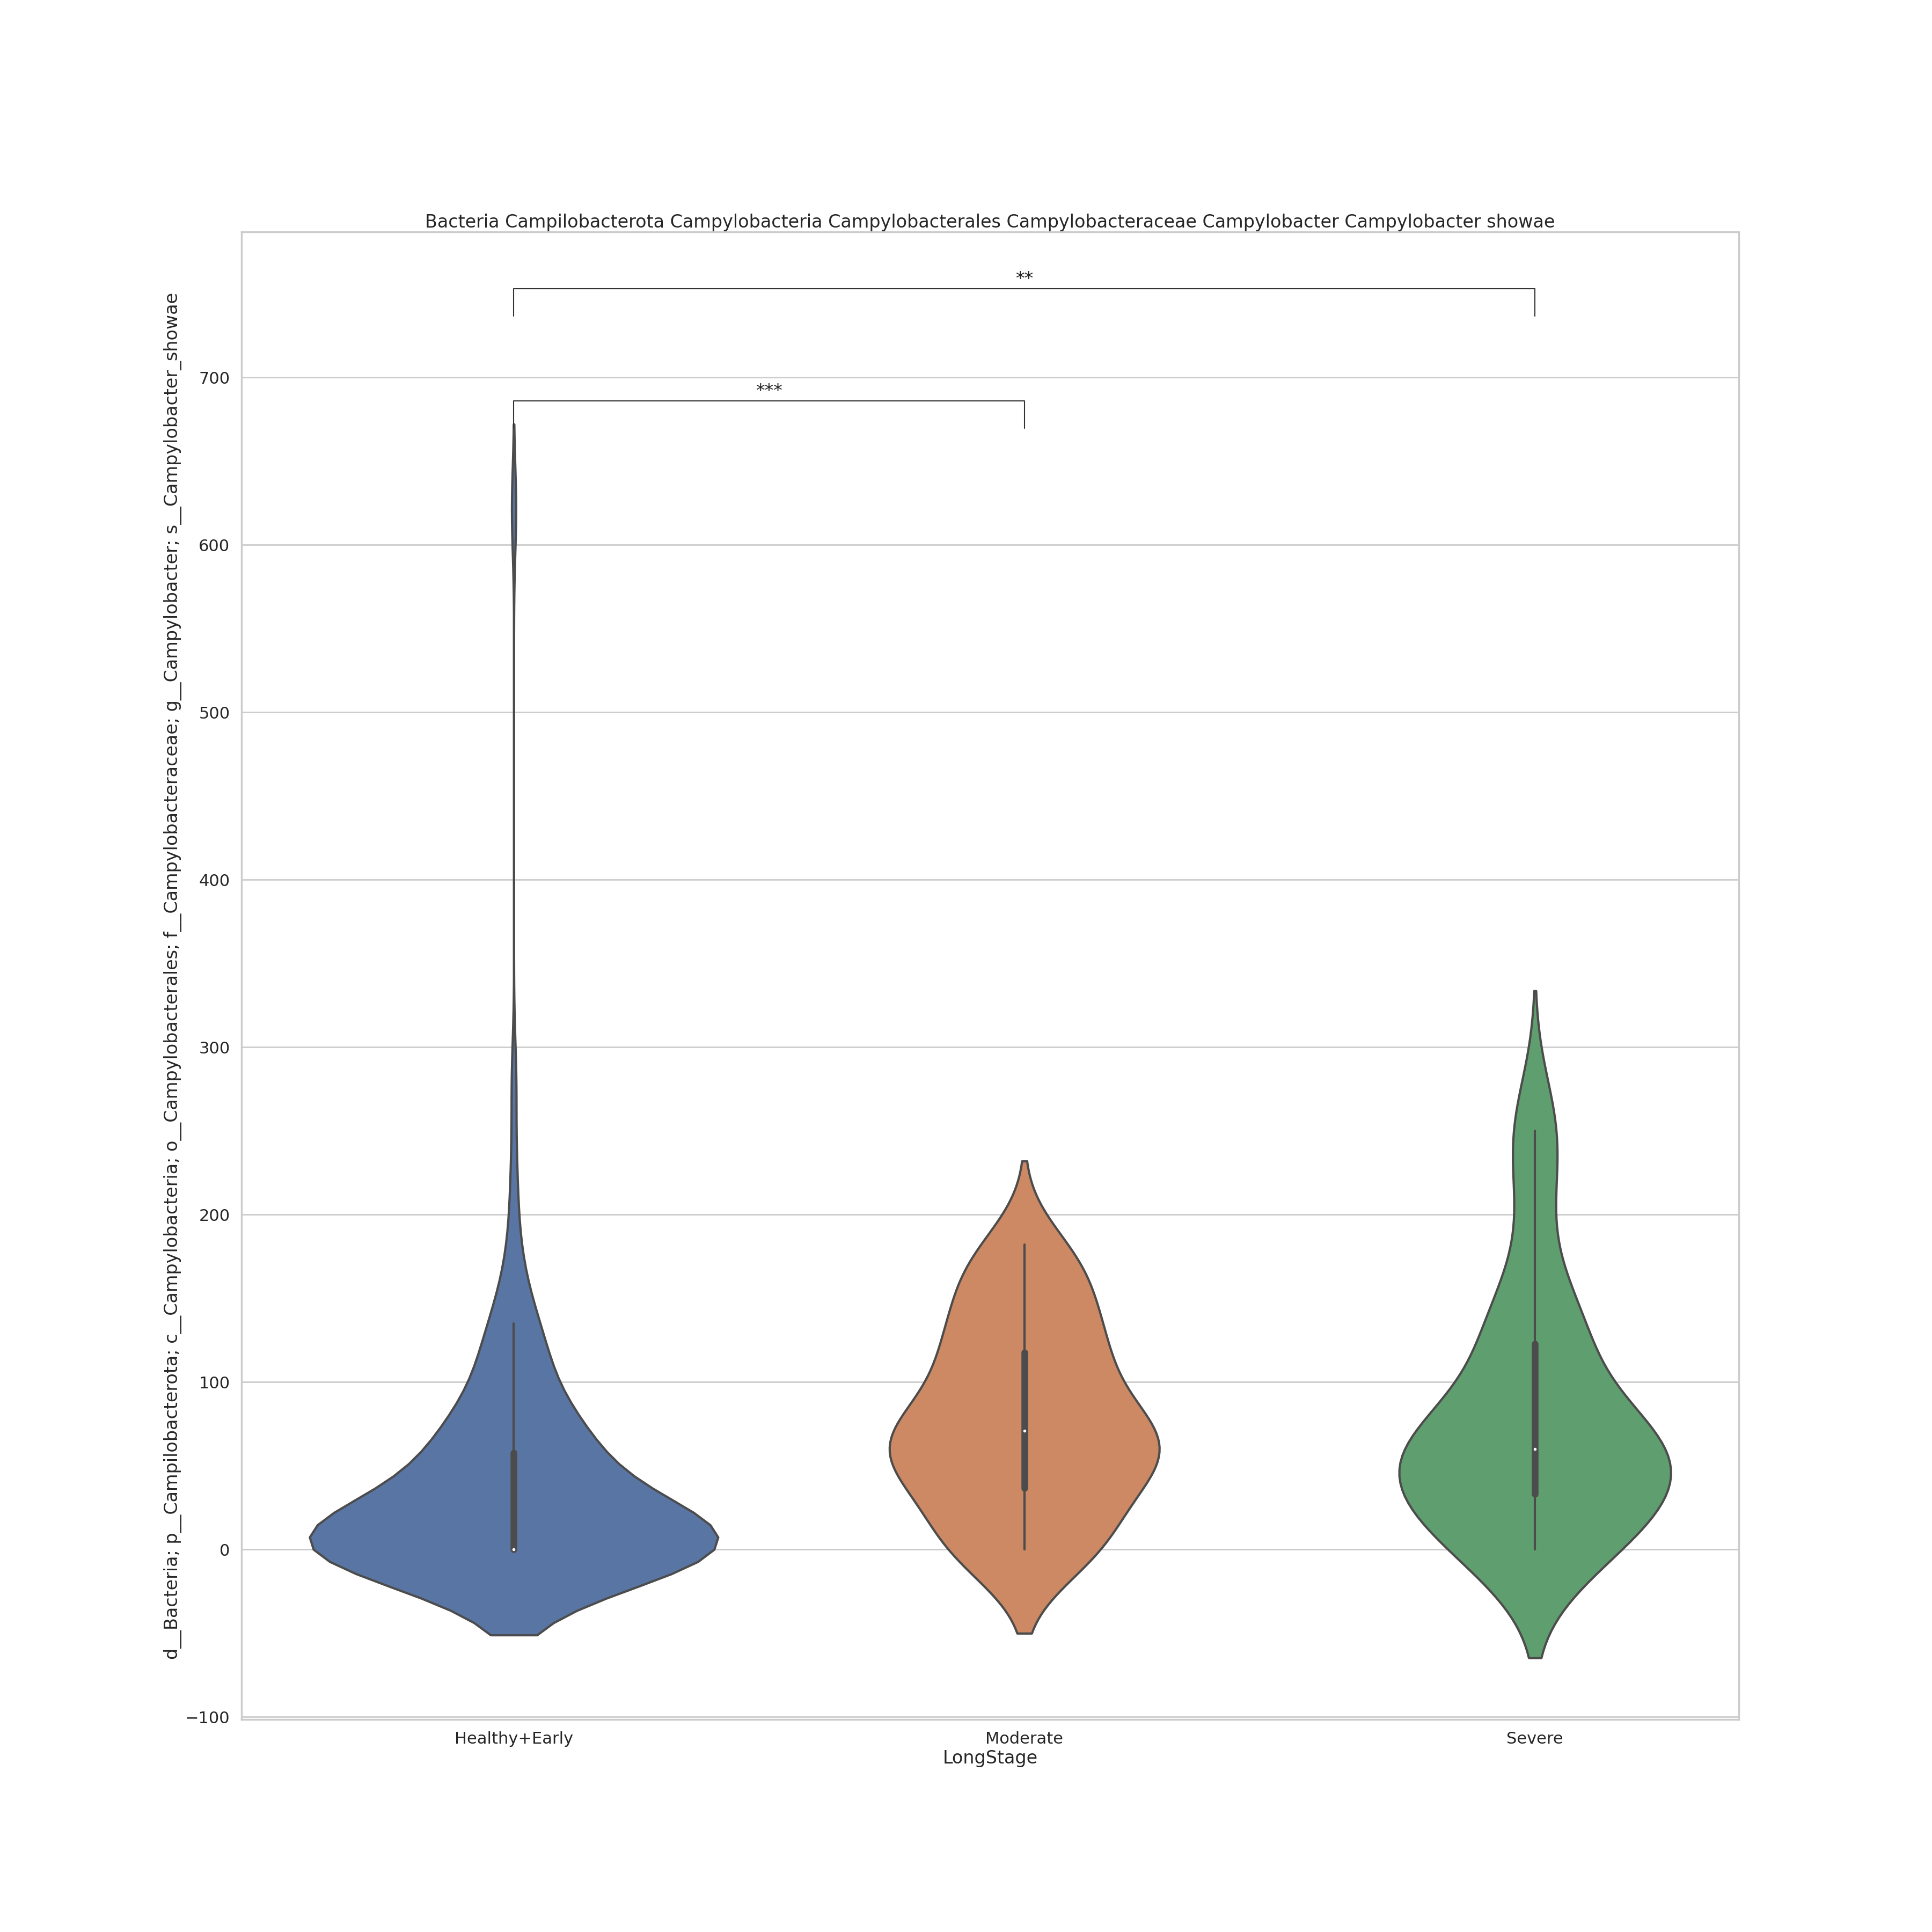 Bacteria Campilobacterota Campylobacteria Campylobacterales Campylobacteraceae Campylobacter Campylobacter showae
**
***
d__Bacteria; p__Campilobacterota; c__Campylobacteria; o__Campylobacterales; f__Campylobacteraceae; g__Campylobacter; s__Campylobacter_showae
700
600
500
400
300
200
100
0
−100
Healthy+Early
Moderate
Severe
LongStage